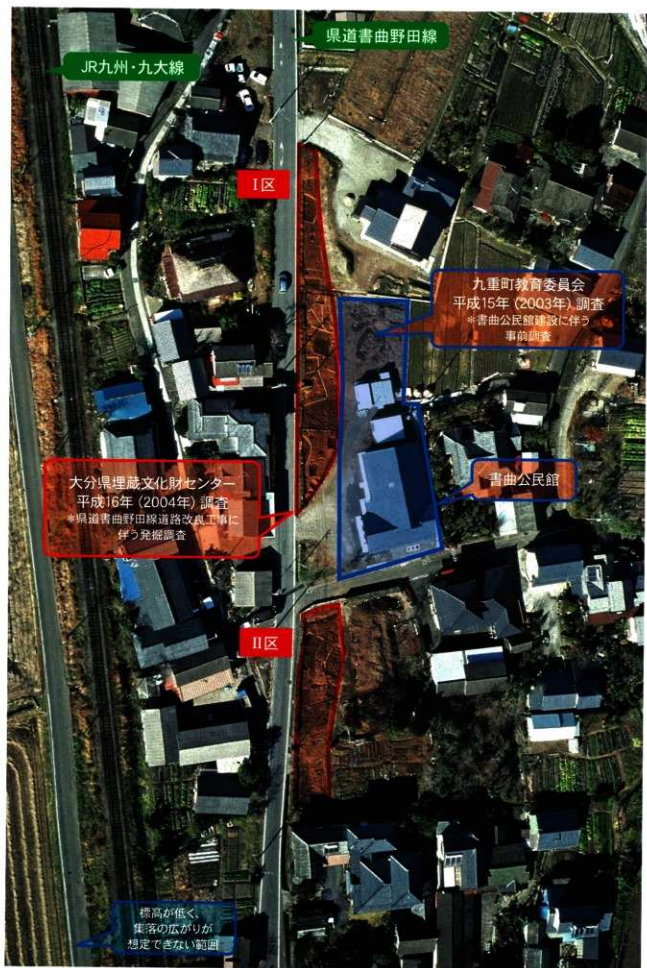 県道書曲野田線
JR九州・九大線
I区
九重町教育委員会
平成15年（2003年）調査
*書曲公民館建設に伴う
事前調査
大分県埋蔵文化財センター
平成16年（2004年）調査
*県道書曲野田線道路改良工事に
伴う発掘調査
書曲公民館
II区
標高が低く、
集落の広がりが
想定できない範囲